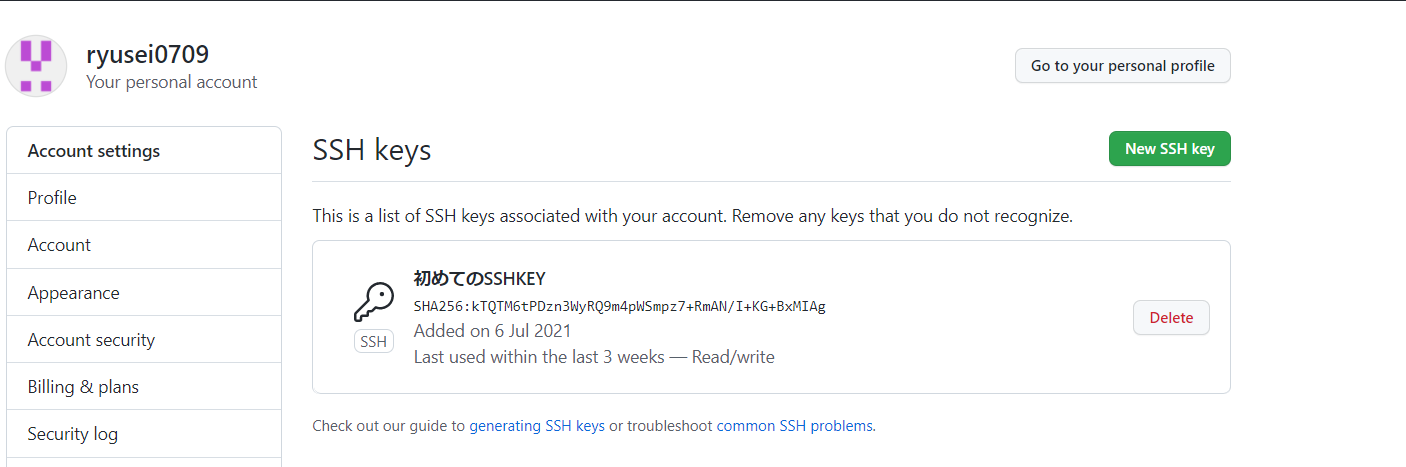 ryusei0709
Your personal account
Go to your personal profile
Account settings
Profile
Account
Appearance
Account security
Billing & plans
Security log
SSH keys
New SSH key
This is a list of SSH keys associated with your account. Remove any keys that you do not recognize.
初めてのSSHKEY
SHA256:kTQTM6tPDzn3WyRQ9m4pWSmpz7+RmAN/I+KG+BxMIAg
Added on 6 Jul 2021
Last used within the last 3 weeks — Read/write
SSH
Delete
Check out our guide to generating SSH keys or troubleshoot common SSH problems.